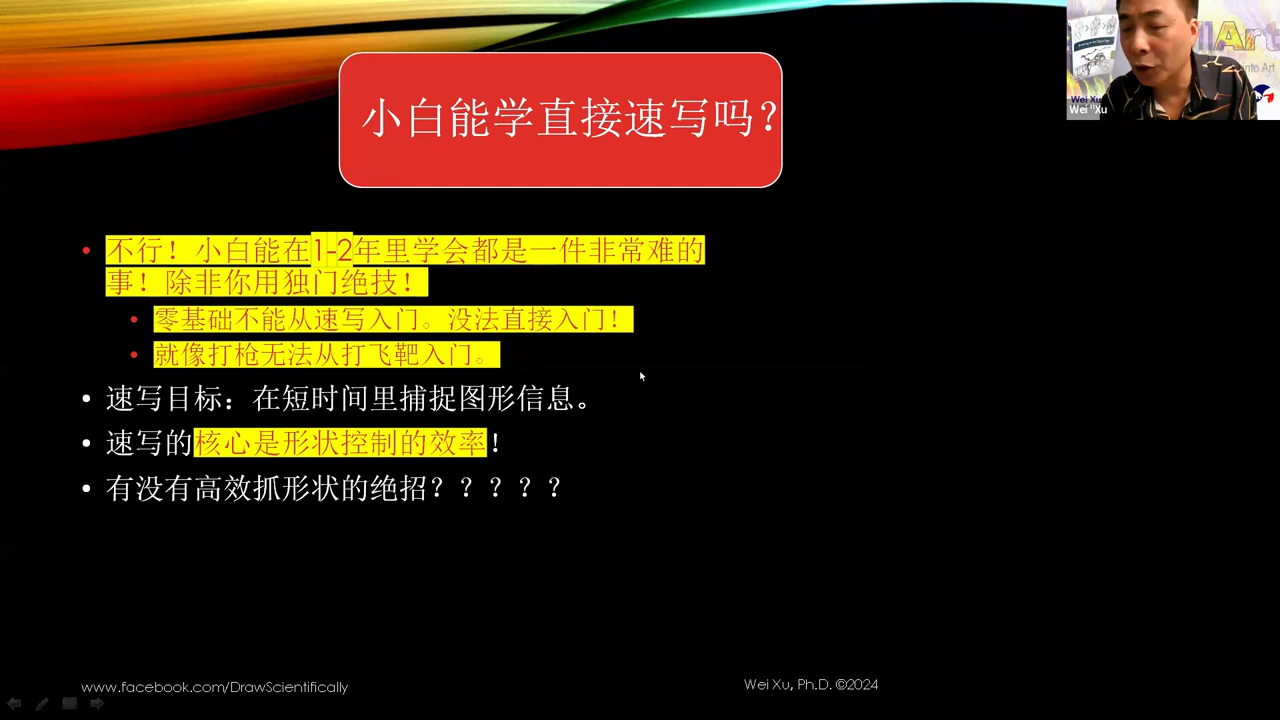 小白能学直接速写吗？
不行！小白能在1-2年里学会都是一件非常难的
事！除非你用独门绝技！
零基础不能从速写入门。没法直接入门！
就像打枪无法从打飞靶入门。
速写目标：在短时间里捕捉图形信息。
速写的核心是形状控制的效率！
有没有高效抓形状的绝招？？？？？
www.facebook.com/DrawScientifically
Wei Xu, Ph.D. ©2024
llArt
into Art
Wei Xu
Wei "Xu